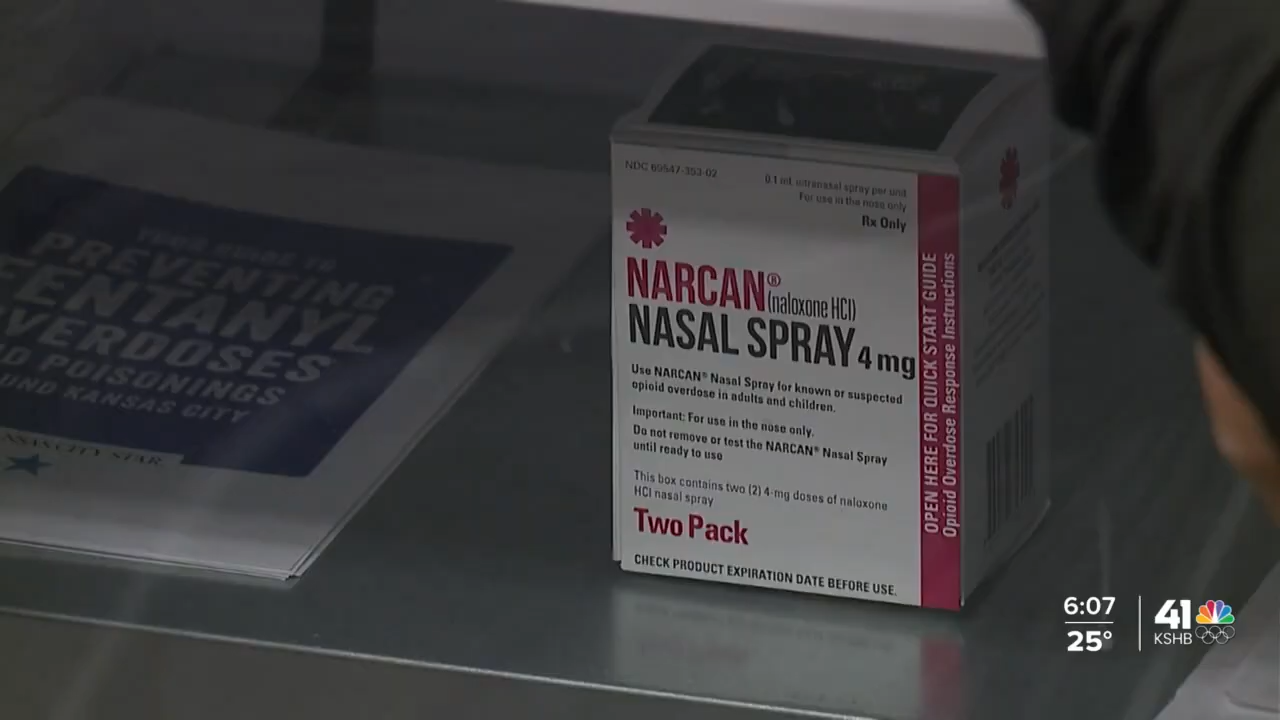 PREVENTING
FENTANYL
OVERDOSES
POISONINGS
KANSAS CITY
NDC 69547-353-02
0.1 mL intranasal spray per unit
For use in the nose only
Rx Only
NARCAN®
(naloxone HCl)
NASAL SPRAY 4 mg
Use NARCAN® Nasal Spray for known or suspected
opioid overdose in adults and children.
Important: For use in the nose only.
Do not remove or test the NARCAN® Nasal Spray
until ready to use
This box contains two (2) 4-mg doses of naloxone
HCl nasal spray
Two Pack
CHECK PRODUCT EXPIRATION DATE BEFORE USE.
OPEN HERE FOR QUICK START GUIDE
Opioid Overdose Response Instructions
6:07
25°
41
KSHB